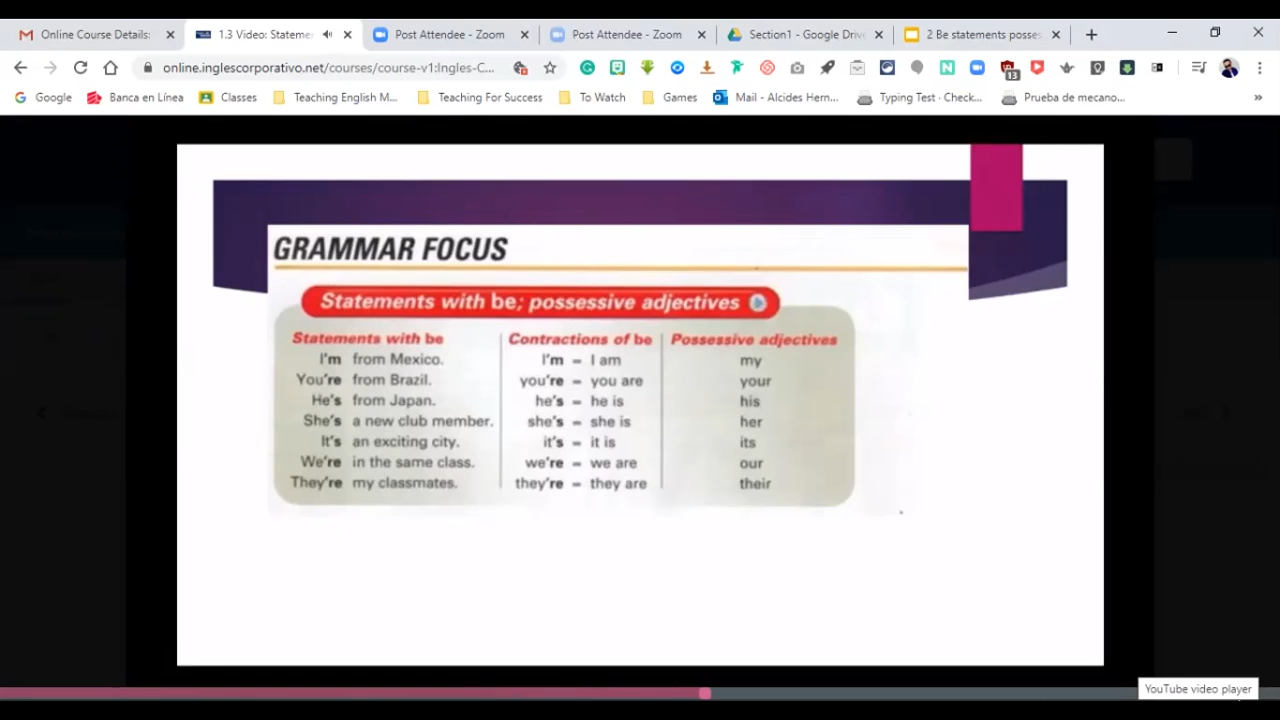 Online Course Details:
1.3 Video: Stateme
Post Attendee - Zoom
Post Attendee - Zoom
Section1 - Google Driv
2 Be statements posses
online.inglescorporativo.net/courses/course-v1:Ingles-C...
13
Google
Banca en Línea
Classes
Teaching English M...
Teaching For Success
To Watch
Games
Mail - Alcides Hern...
Typing Test · Check...
Prueba de mecano...
»
GRAMMAR FOCUS
Statements with be; possessive adjectives
Statements with be Contractions of be Possessive adjectives
I'm from Mexico. I'm = I am my
You're from Brazil. you're = you are your
He's from Japan. he's = he is his
She's a new club member. she's = she is her
It's an exciting city. it's = it is its
We're in the same class. we're = we are our
They're my classmates. they're = they are their
YouTube video player